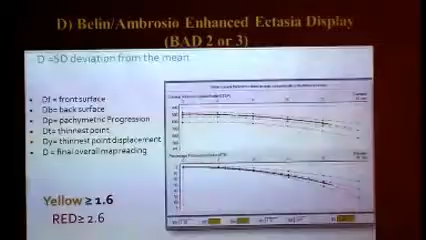 D) Belin/Ambrosio Enhanced Ectasia Display
(BAD 2 or 3)
D =SD deviation from the mean
• Df = front surface
• Db= back surface
• Dp= pachymetric Progression
• Dt= thinnest point
• Dy= thinnest point displacement
• D = final overall map reading
Yellow ≥ 1.6
RED≥ 2.6